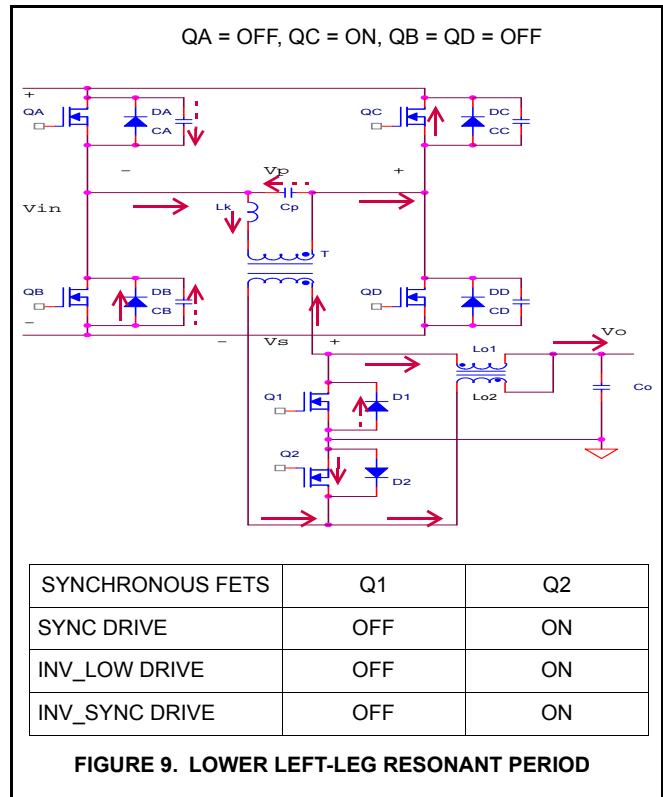 QA = OFF, QC = ON, QB = QD = OFF
+
QA DA CA QC DC CC
− Vp +
Vin Lk Cp
T
QB DB CB QD DD CD
−
− Vs + Vo
Lo1
Lo2 Co
Q1 D1
Q2 D2
SYNCHRONOUS FETS Q1 Q2
SYNC DRIVE OFF ON
INV_LOW DRIVE OFF ON
INV_SYNC DRIVE OFF ON
FIGURE 9. LOWER LEFT-LEG RESONANT PERIOD